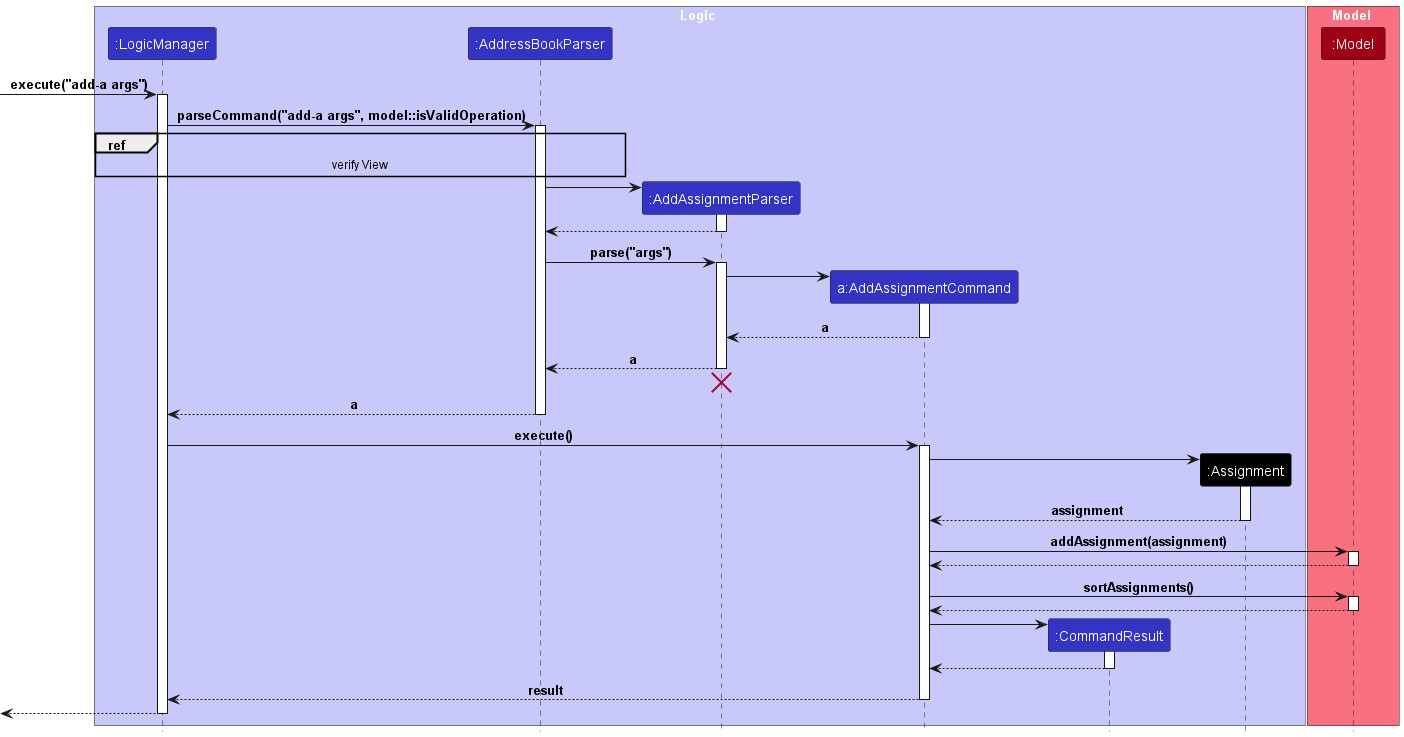 Logic
Model
:LogicManager
:AddressBookParser
:Model
execute("add-a args")
parseCommand("add-a args", model::isValidOperation)
ref
verify View
:AddAssignmentParser
parse("args")
a:AddAssignmentCommand
a
a
a
execute()
:Assignment
assignment
addAssignment(assignment)
sortAssignments()
:CommandResult
result